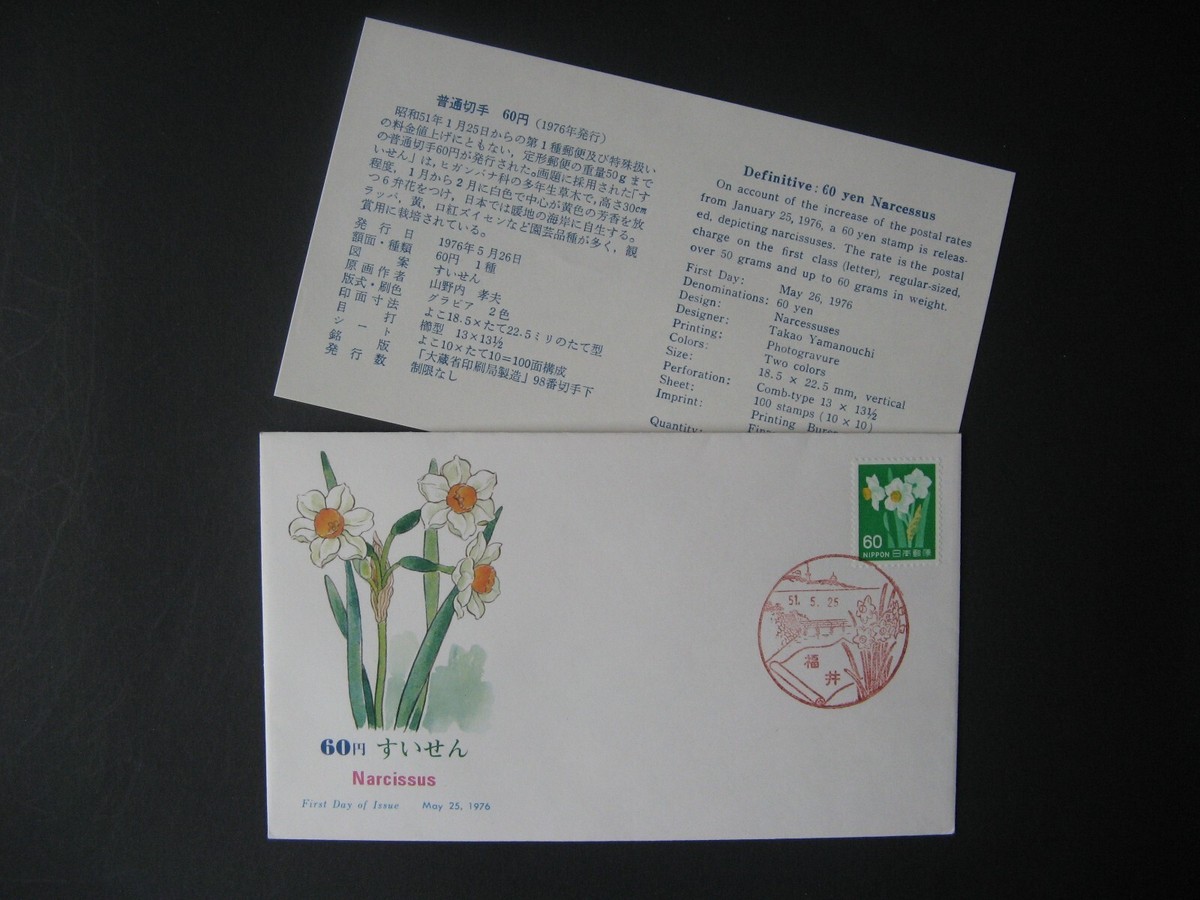 普通切手 60円 (1976年発行)
昭和51年1月25日からの第1種郵便及び特殊扱い
の料金値上げにともない, 定形郵便の重量50gまで
の普通切手60円が発行された。画題に採用された「す
いせん」は, ヒガンバナ科の多年生草木で, 高さ30cm
程度, 1月から2月に白色で中心が黄色の芳香を放
つ6弁花をつけ, 日本では暖地の海岸に自生する。
ラッパ, 黄, 口紅ズイセンなど園芸品種が多く, 観
賞用に栽培されている。
発行日 1976年5月26日
額面・種類 60円 1種
図案 すいせん
原画作者 山野内 孝夫
版式・刷色 グラビア 2色
印面寸法 よこ18.5×たて22.5ミリのたて型
目打 櫛型 13×13½
シート よこ10×たて10=100面構成
銘版 「大蔵省印刷局製造」98番切手下
発行数 制限なし
Definitive: 60 yen Narcessus
On account of the increase of the postal rates
from January 25, 1976, a 60 yen stamp is releas-
ed, depicting narcissuses. The rate is the postal
charge on the first class (letter), regular-sized,
over 50 grams and up to 60 grams in weight.
First Day: May 26, 1976
Denominations: 60 yen
Design: Narcessuses
Designer: Takao Yamanouchi
Printing: Photogravure
Colors: Two colors
Size: 18.5 × 22.5 mm, vertical
Perforation: Comb-type 13 × 13½
Sheet: 100 stamps (10 × 10)
Imprint: Printing Bureau
Quantity:
60
NIPPON 日本郵便
51. 5. 25
福井
60円 すいせん
Narcissus
First Day of Issue May 25, 1976